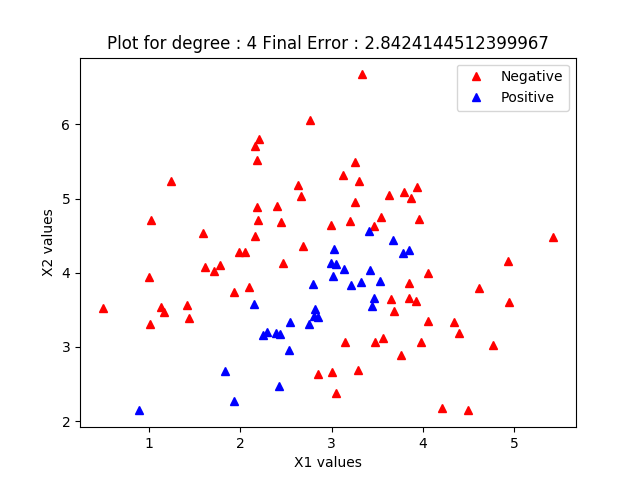 Plot for degree : 4 Final Error : 2.8424144512399967
Negative
Positive
6
5
4
3
2
X2 values
1 2 3 4 5
X1 values